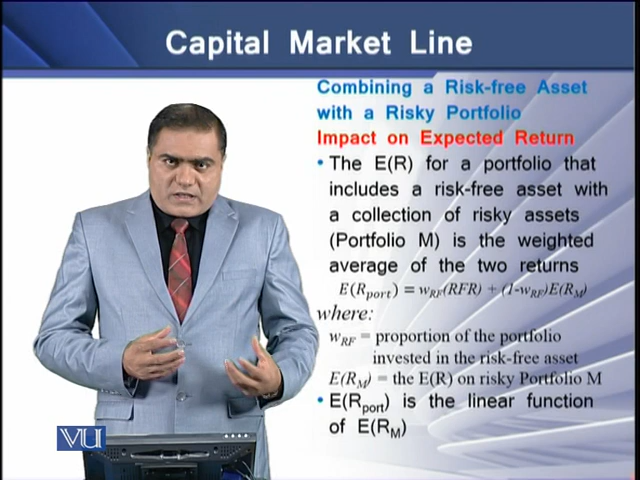 Capital Market Line
Combining a Risk-free Asset
with a Risky Portfolio
Impact on Expected Return
• The E(R) for a portfolio that
includes a risk-free asset with
a collection of risky assets
(Portfolio M) is the weighted
average of the two returns
E(Rport) = wRF(RFR) + (1-wRF)E(RM)
where:
wRF = proportion of the portfolio
invested in the risk-free asset
E(RM) = the E(R) on risky Portfolio M
• E(Rport) is the linear function
of E(RM)
VU